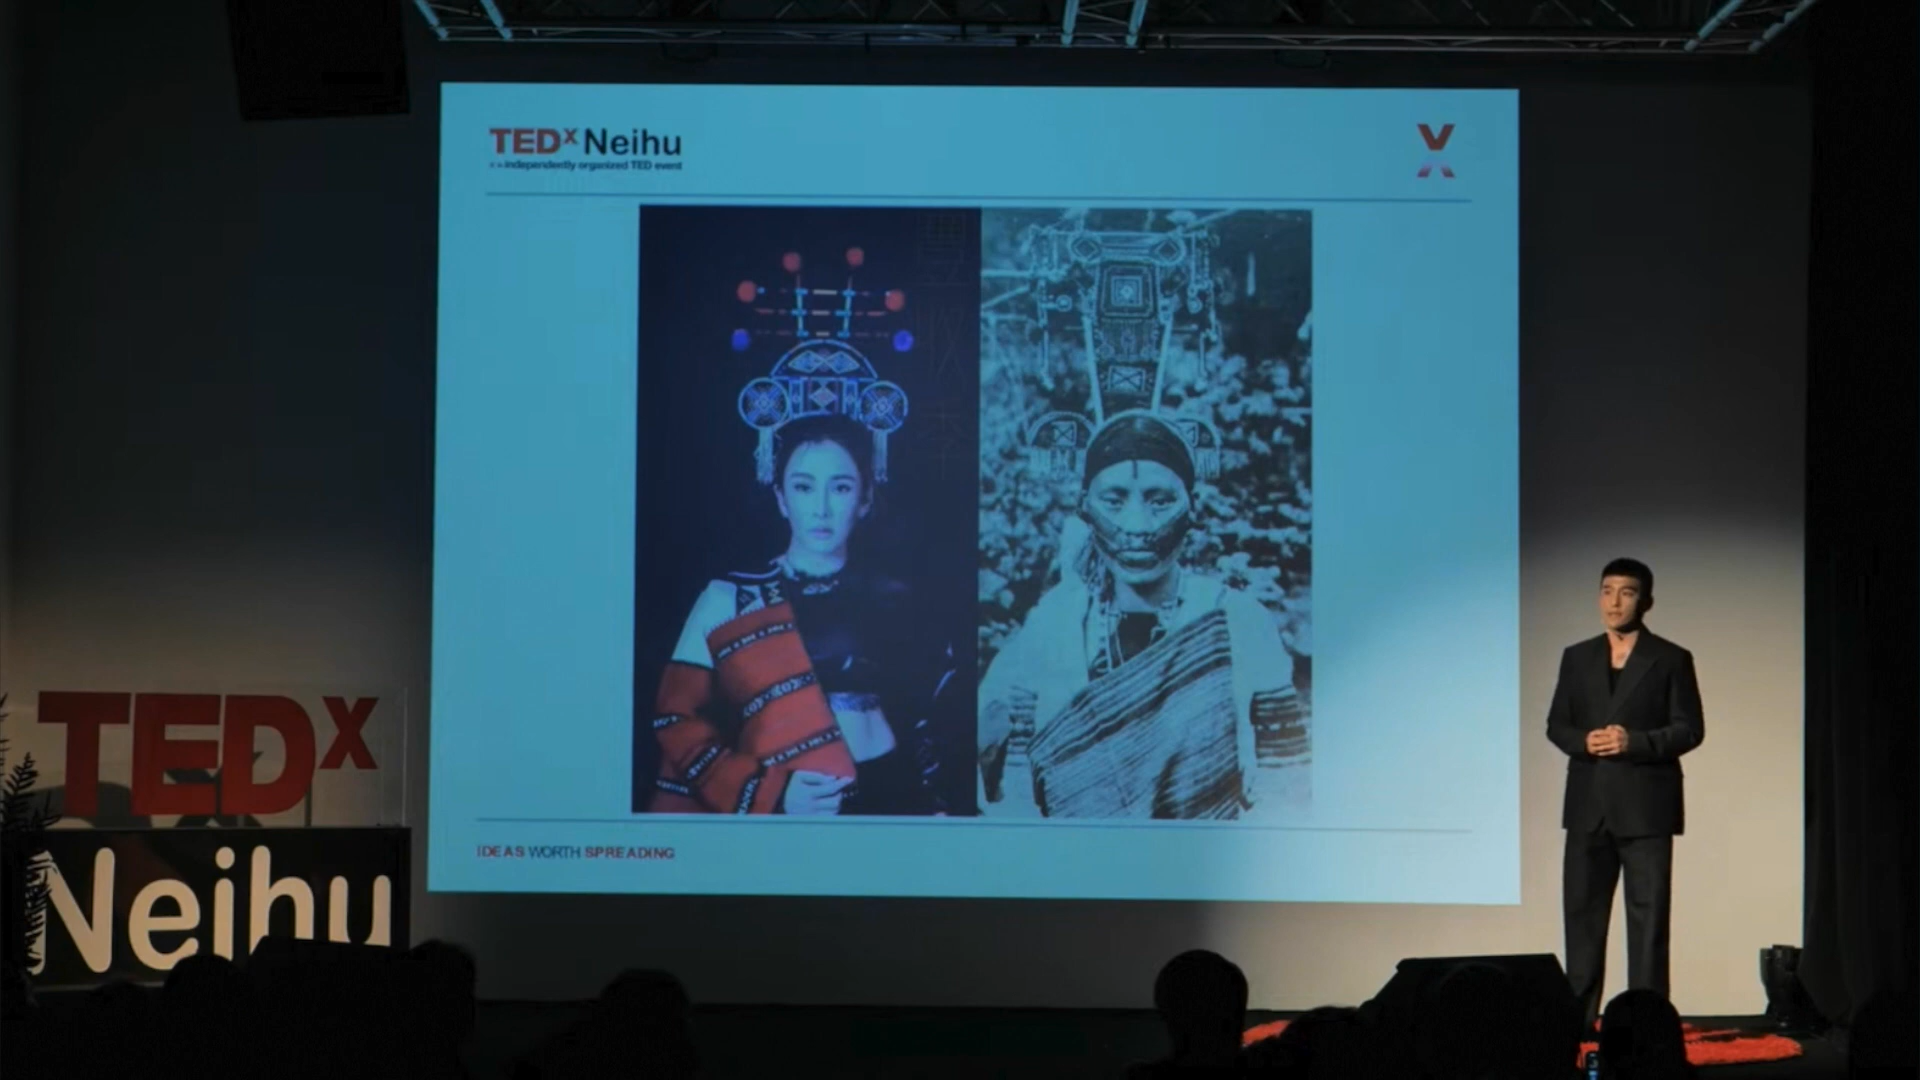 TEDx Neihu
x = independently organized TED event
IDEAS WORTH SPREADING
TEDx
Neihu